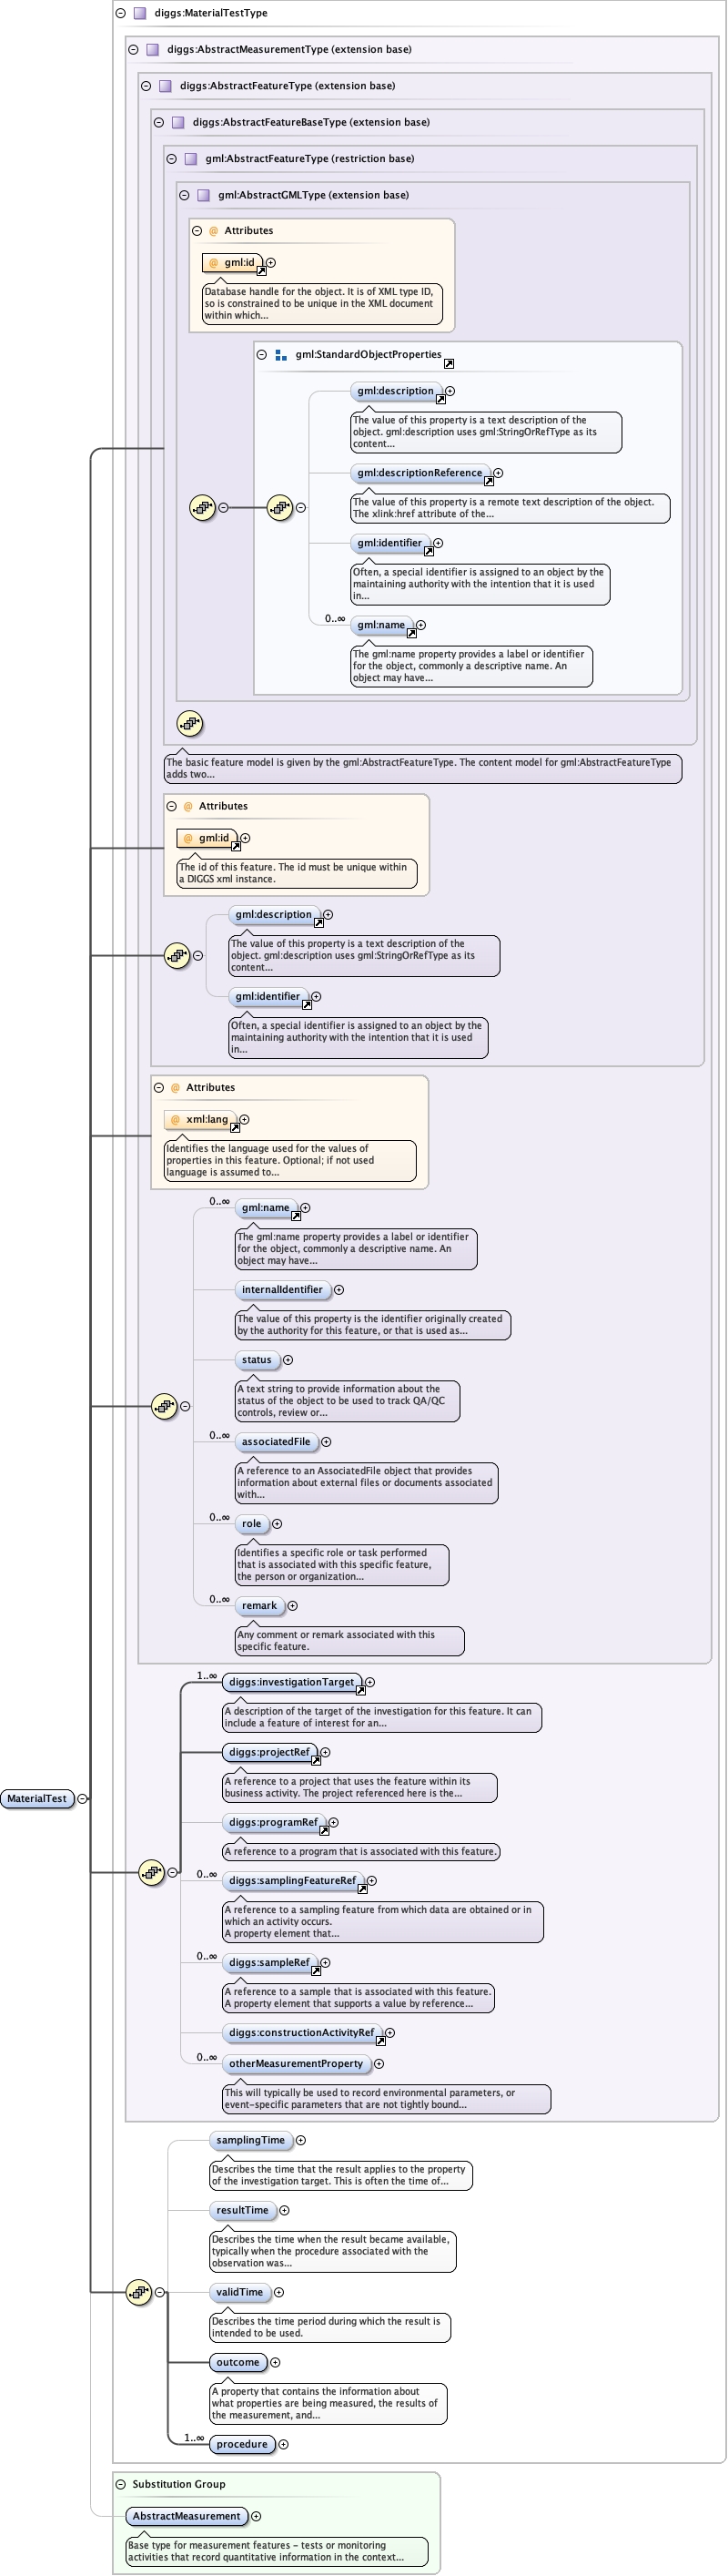 diggs:MaterialTestType
diggs:AbstractMeasurementType (extension base)
diggs:AbstractFeatureType (extension base)
diggs:AbstractFeatureBaseType (extension base)
gml:AbstractFeatureType (restriction base)
gml:AbstractGMLType (extension base)
@ Attributes
@ gml:id
Database handle for the object. It is of XML type ID,
so is constrained to be unique in the XML document
within which...
gml:StandardObjectProperties
gml:description
The value of this property is a text description of the
object. gml:description uses gml:StringOrRefType as its
content...
gml:descriptionReference
The value of this property is a remote text description of the object.
The xlink:href attribute of the...
gml:identifier
Often, a special identifier is assigned to an object by the
maintaining authority with the intention that it is used
in...
0..∞
gml:name
The gml:name property provides a label or identifier
for the object, commonly a descriptive name. An
object may have...
The basic feature model is given by the gml:AbstractFeatureType. The content model for gml:AbstractFeatureType
adds two...
@ Attributes
@ gml:id
The id of this feature. The id must be unique within
a DIGGS xml instance.
gml:description
The value of this property is a text description of the
object. gml:description uses gml:StringOrRefType as its
content...
gml:identifier
Often, a special identifier is assigned to an object by the
maintaining authority with the intention that it is used
in...
@ Attributes
@ xml:lang
Identifies the language used for the values of
properties in this feature. Optional; if not used
language is assumed to...
0..∞
gml:name
The gml:name property provides a label or identifier
for the object, commonly a descriptive name. An
object may have...
internalIdentifier
The value of this property is the identifier originally created
by the authority for this feature, or that is used as...
status
A text string to provide information about the
status of the object to be used to track QA/QC
controls, review or...
0..∞
associatedFile
A reference to an AssociatedFile object that provides
information about external files or documents associated
with...
0..∞
role
Identifies a specific role or task performed
that is associated with this specific feature,
the person or organization...
0..∞
remark
Any comment or remark associated with this
specific feature.
1..∞
diggs:investigationTarget
A description of the target of the investigation for this feature. It can
include a feature of interest for an...
diggs:projectRef
A reference to a project that uses the feature within its
business activity. The project referenced here is the...
MaterialTest
diggs:programRef
A reference to a program that is associated with this feature.
0..∞
diggs:samplingFeatureRef
A reference to a sampling feature from which data are obtained or in
which an activity occurs.
A property element that...
0..∞
diggs:sampleRef
A reference to a sample that is associated with this feature.
A property element that supports a value by reference...
diggs:constructionActivityRef
0..∞
otherMeasurementProperty
This will typically be used to record environmental parameters, or
event-specific parameters that are not tightly bound...
samplingTime
Describes the time that the result applies to the property
of the investigation target. This is often the time of...
resultTime
Describes the time when the result became available,
typically when the procedure associated with the
observation was...
validTime
Describes the time period during which the result is
intended to be used.
outcome
A property that contains the information about
what properties are being measured, the results of
the measurement, and...
1..∞
procedure
Substitution Group
AbstractMeasurement
Base type for measurement features - tests or monitoring
activities that record quantitative information in the context...